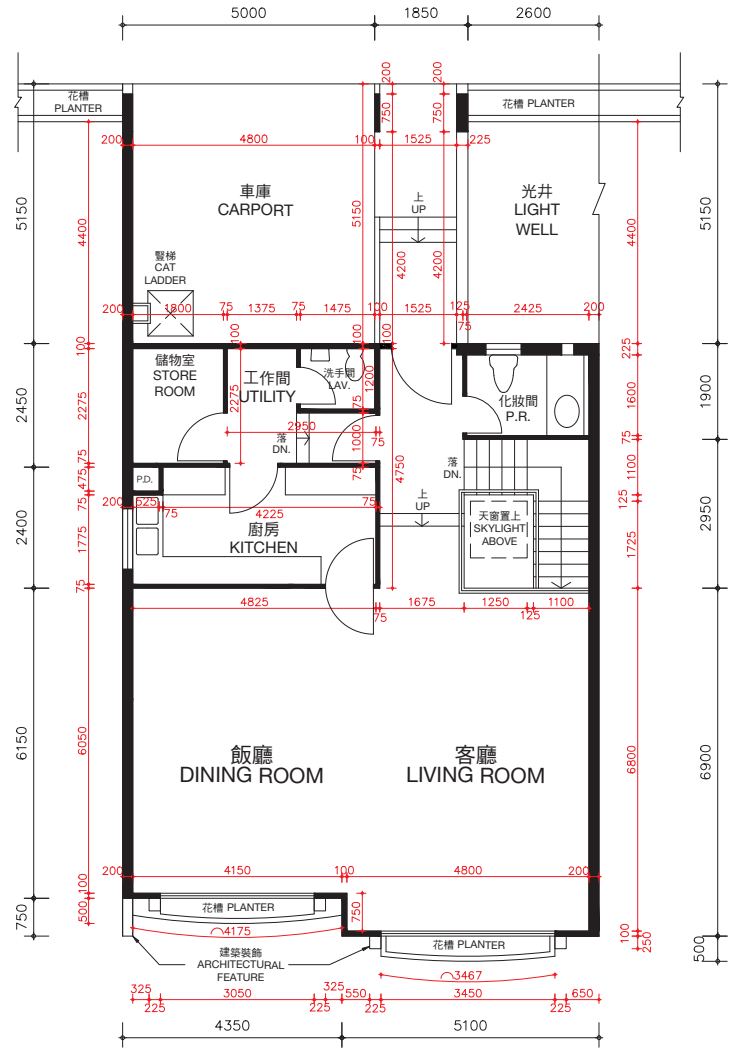 5000 1850 2600
花槽
PLANTER
花槽 PLANTER
200 200
750 750
200 4800 100 1525 225
車庫
CARPORT
上
UP
光井
LIGHT
WELL
5150 4400 5150 4200 4200 4400 5150
豎梯
CAT
LADDER
200 1800 75 1375 75 1475 100 1525 125 75 2425 200
100 100 100 225
儲物室
STORE
ROOM
工作間
UTILITY
洗手間
LAV.
化妝間
P.R.
2450 2275 2275 1200 1600 1900
75 75
2950 75
1000
落
DN.
落
DN.
75 75 4750 1100
475
P.D.
200 525 75 4225 75
上
UP
天窗置上
SKYLIGHT
ABOVE
75 125
廚房
KITCHEN
2400 1775 1725 2950
75
4825 75 1675 1250 125 1100
飯廳
DINING ROOM
客廳
LIVING ROOM
6150 6050 6800 6900
200 4150 100 4800 200
100
750 500 750
花槽 PLANTER
4175
花槽 PLANTER
100
250 500
建築裝飾
ARCHITECTURAL
FEATURE
3467
325 225 3050 225 325 550 225 3450 225 650
4350 5100